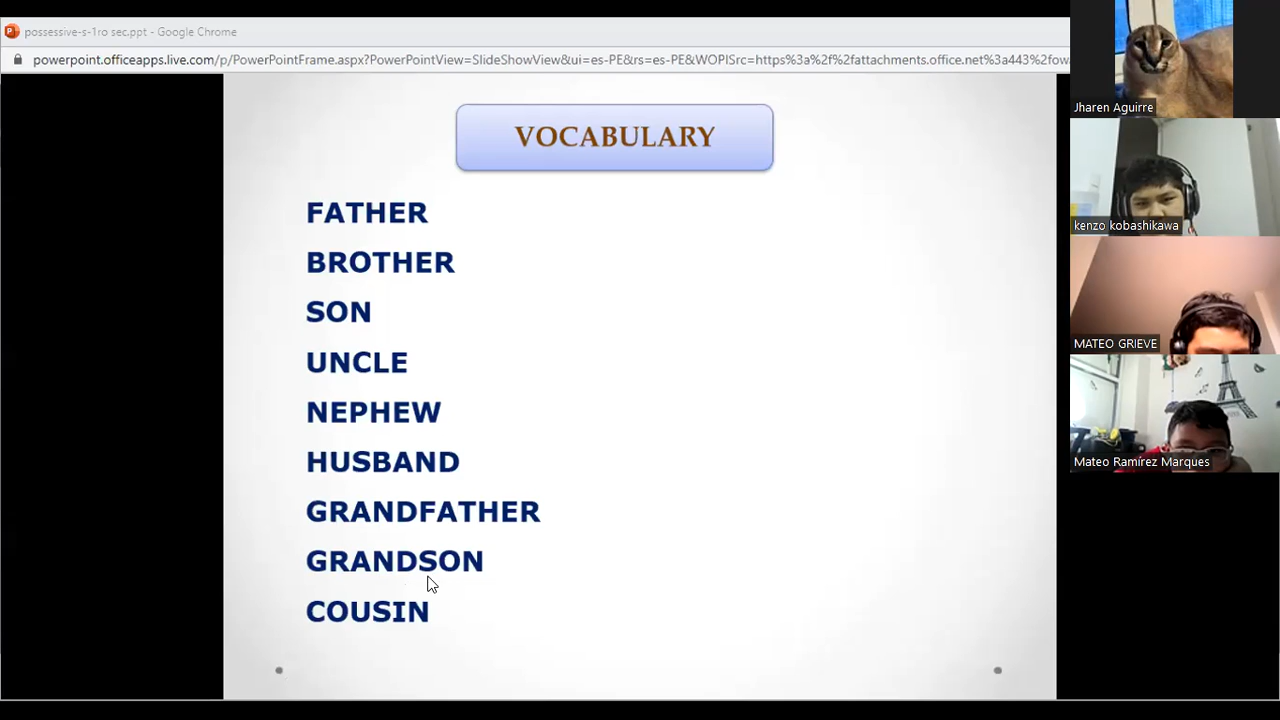 possessive-s-1ro sec.ppt - Google Chrome
powerpoint.officeapps.live.com/p/PowerPointFrame.aspx?PowerPointView=SlideShowView&ui=es-PE&rs=es-PE&WOPISrc=https%3a%2f%2fattachments.office.net%3a443%2fowa
VOCABULARY
FATHER
BROTHER
SON
UNCLE
NEPHEW
HUSBAND
GRANDFATHER
GRANDSON
COUSIN
Jharen Aguirre
kenzo kobashikawa
MATEO GRIEVE
Mateo Ramirez Marques